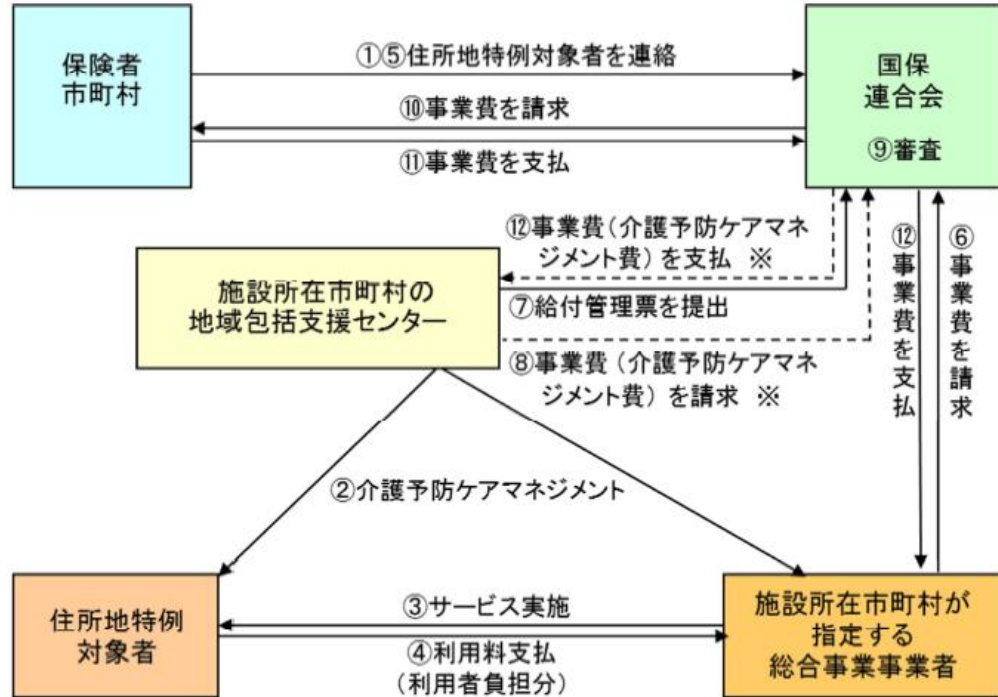 保険者
市町村
①⑤住所地特例対象者を連絡
⑩事業費を請求
⑪事業費を支払
国保
連合会
⑨審査
⑫事業費（介護予防ケアマネ
ジメント費）を支払 ※
施設所在市町村の
地域包括支援センター
⑦給付管理票を提出
⑧事業費（介護予防ケアマネ
ジメント費）を請求 ※
⑫事業費を支払
⑥事業費を請求
②介護予防ケアマネジメント
住所地特例
対象者
③サービス実施
④利用料支払
（利用者負担分）
施設所在市町村が
指定する
総合事業事業者